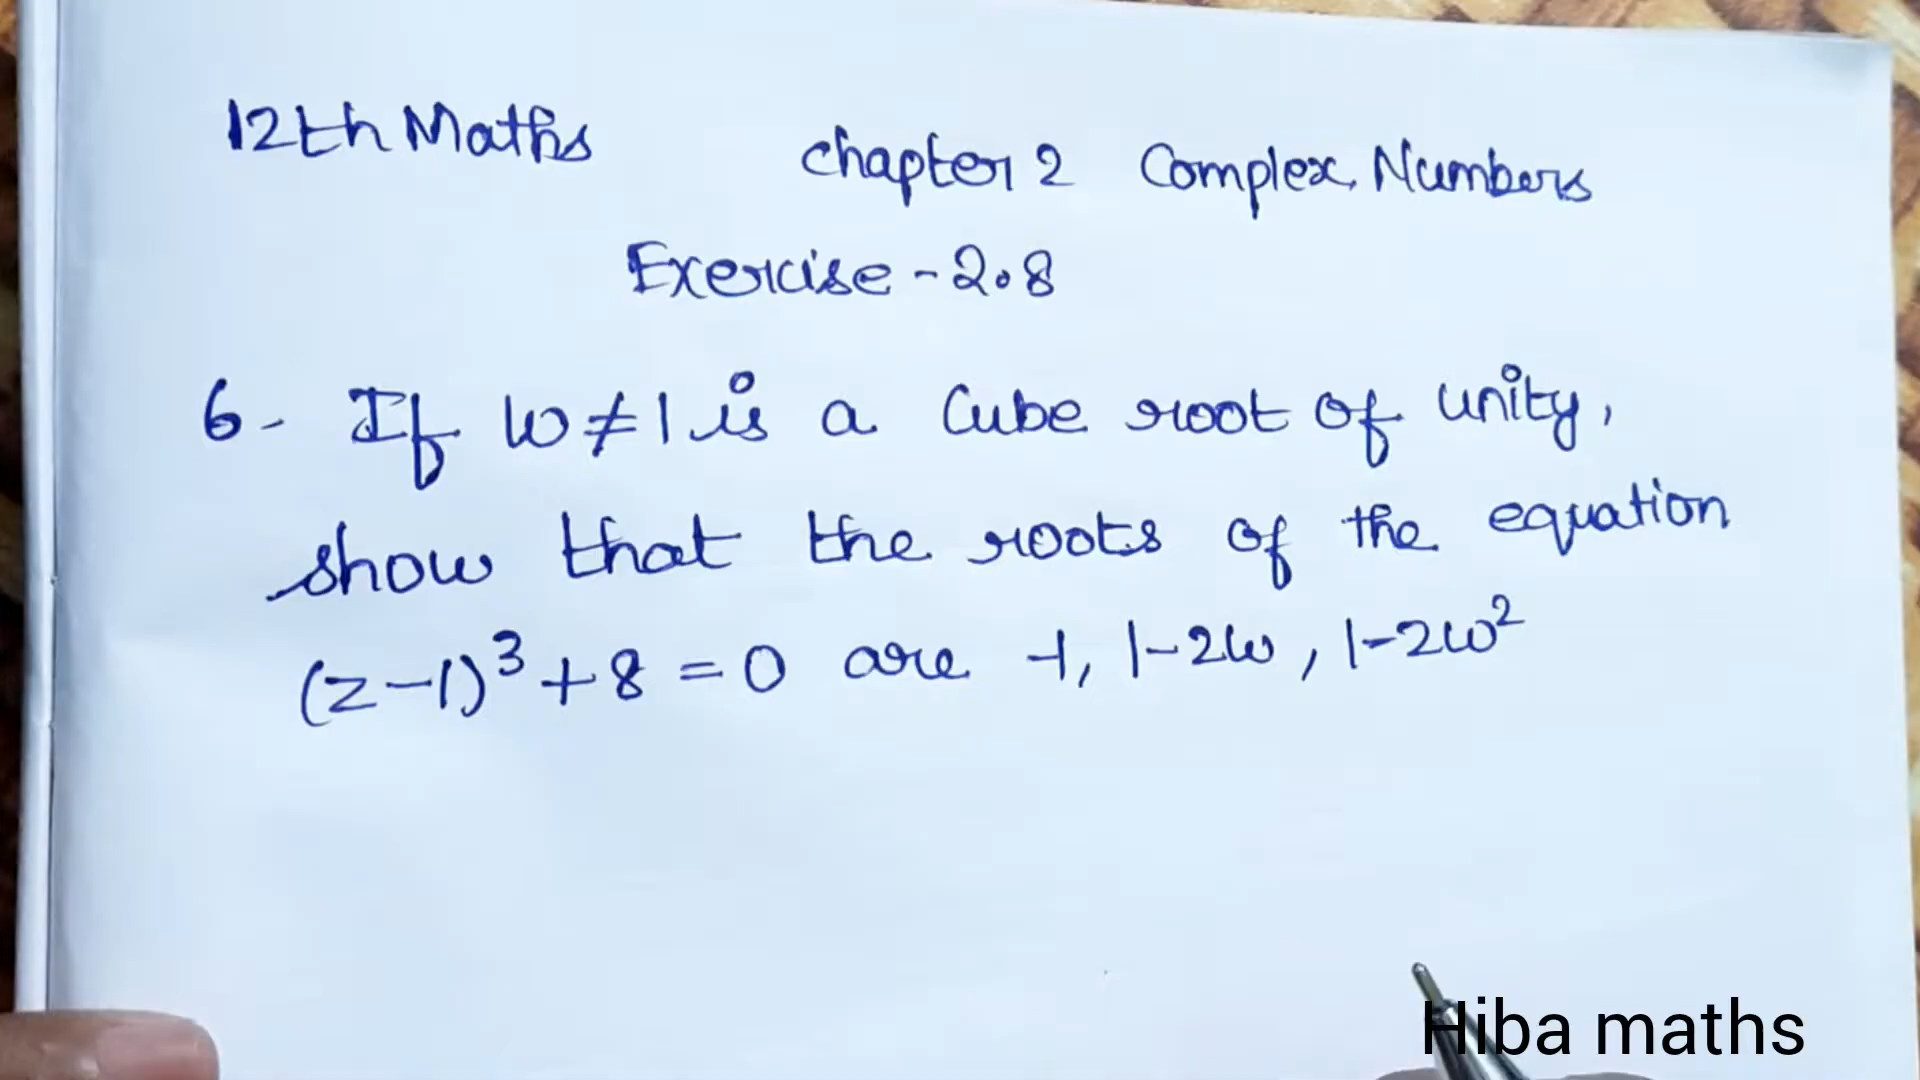 12th Maths chapter 2 Complex Numbers
Exercise - 2.8
6. If ω≠1 is a Cube root of unity,
show that the roots of the equation
(z-1)³+8=0 are -1, 1-2ω, 1-2ω²
Hiba maths